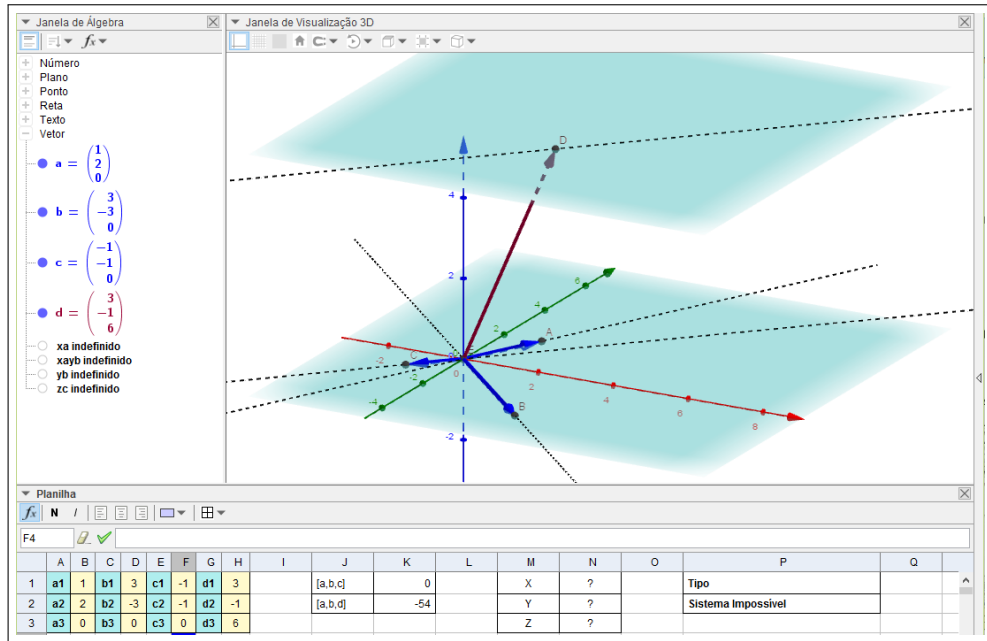 Janela de Álgebra
Janela de Visualização 3D
fx
Número
Plano
Ponto
Reta
Texto
Vetor
a = (1 2 0)
b = (3 −3 0)
c = (−1 −1 0)
d = (3 −1 6)
xa indefinido
xayb indefinido
yb indefinido
zc indefinido
D
4
2
6
4
2
A
C
-2
-2
0
0
2
-4
B
4
6
8
-2
Planilha
fx N I
F4
A B C D E F G H I J K L M N O P Q
1 a1 1 b1 3 c1 -1 d1 3 [a,b,c] 0 X ? Tipo
2 a2 2 b2 -3 c2 -1 d2 -1 [a,b,d] -54 Y ? Sistema Impossível
3 a3 0 b3 0 c3 0 d3 6 Z ?